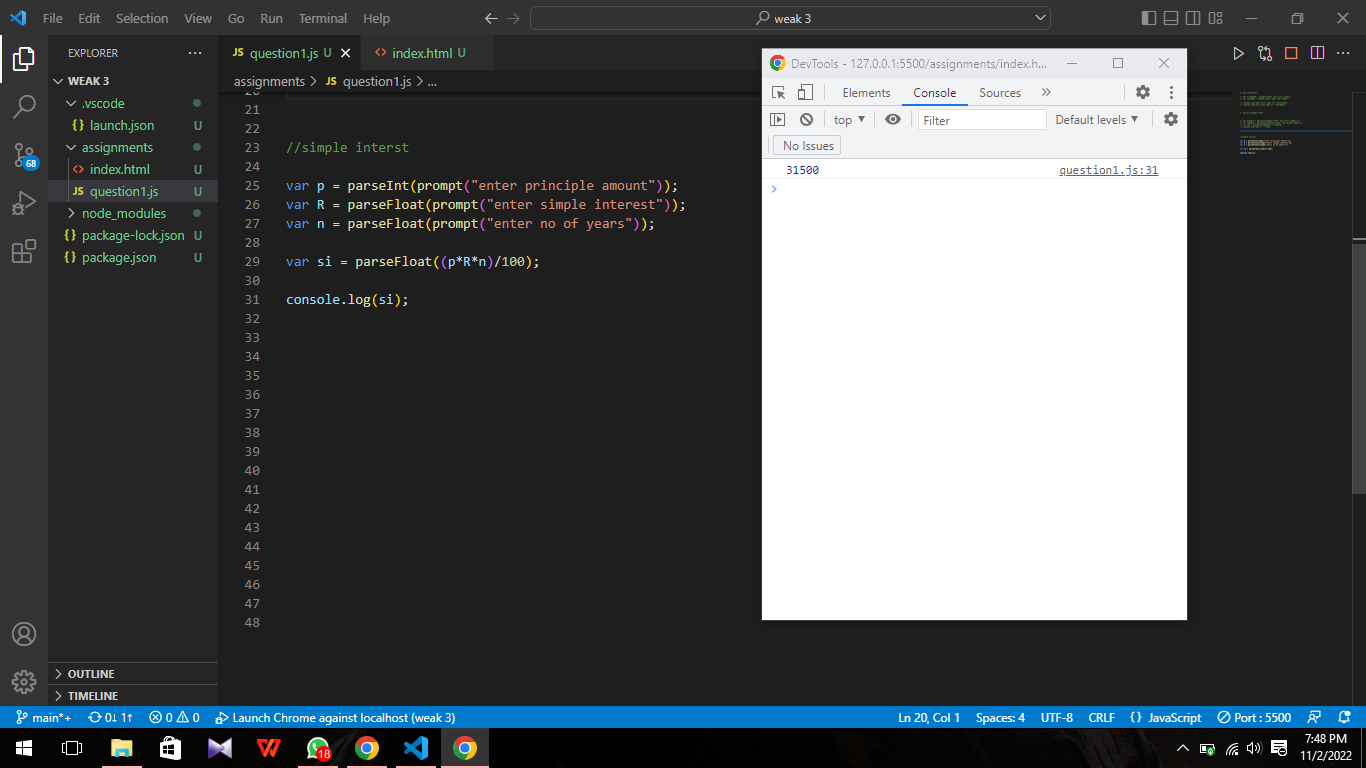 File Edit Selection View Go Run Terminal Help
weak 3
EXPLORER
WEAK 3
.vscode
{} launch.json U
assignments
<> index.html U
JS question1.js U
node_modules
{} package-lock.json U
{} package.json U
68
OUTLINE
TIMELINE
JS question1.js U
<> index.html U
assignments > JS question1.js > ...
21
22
23 //simple interst
24
25 var p = parseInt(prompt("enter principle amount"));
26 var R = parseFloat(prompt("enter simple interest"));
27 var n = parseFloat(prompt("enter no of years"));
28
29 var si = parseFloat((p*R*n)/100);
30
31 console.log(si);
32
33
34
35
36
37
38
39
40
41
42
43
44
45
46
47
48
DevTools - 127.0.0.1:5500/assignments/index.h...
Elements Console Sources
top Filter Default levels
No Issues
31500 question1.js:31
main*+ 0↓ 1↑ 0 0 Launch Chrome against localhost (weak 3)
Ln 20, Col 1 Spaces: 4 UTF-8 CRLF {} JavaScript Port : 5500
18
7:48 PM
11/2/2022